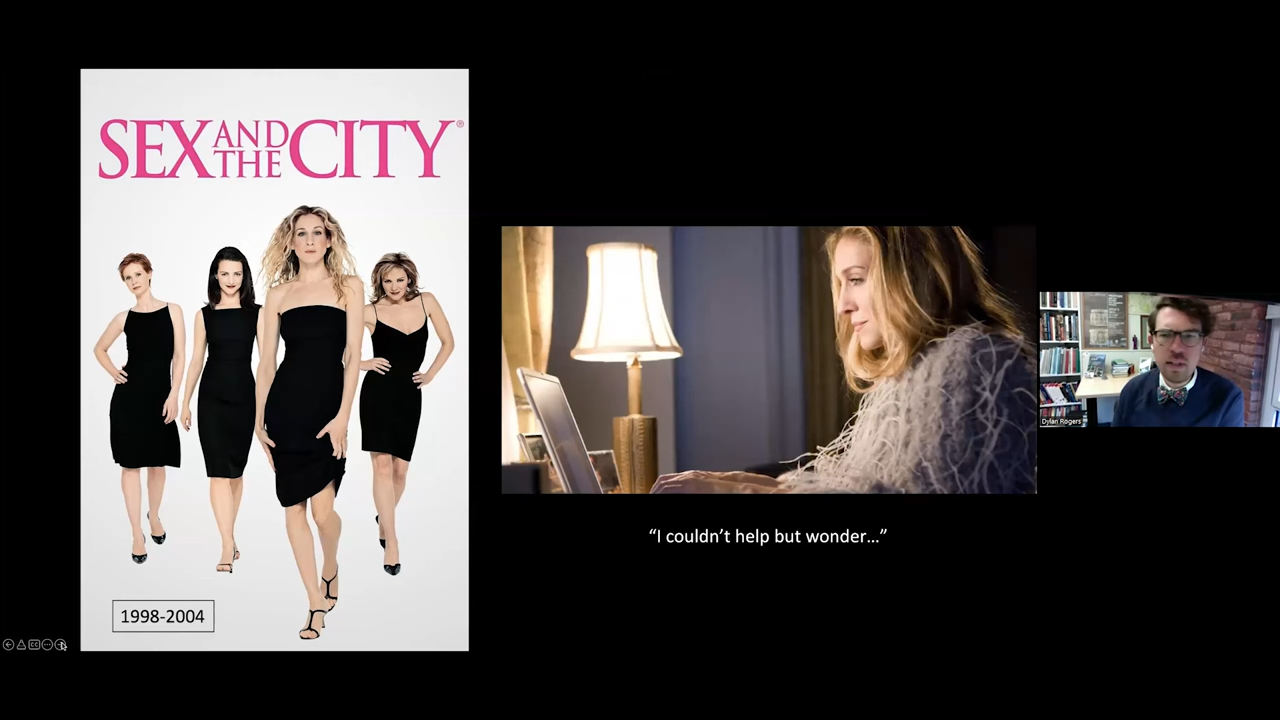 SEX AND THE CITY®
1998-2004
“I couldn’t help but wonder…”
Dylan Rogers